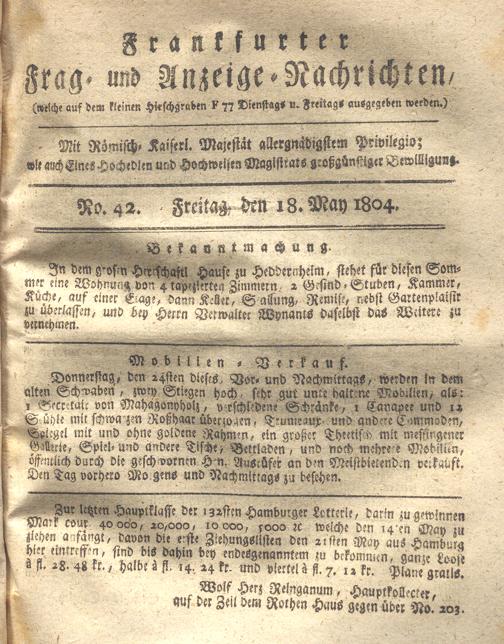 Frankfurter
Frag- und Anzeige-Nachrichten,
(welche auf dem kleinen Hirschgraben F 77 Dienstags u. Freitags ausgegeben werden.)
Mit Römisch-Kaiserl. Majestät allergnädigstem Privilegio;
wie auch Eines Hochedlen und Hochweisen Magistrats großgünstiger Bewilligung.
No. 42. Freitag, den 18. May 1804.
Bekanntmachung.
In dem großen Herrschaftl Hause zu Heddernheim, stehet für diesen Som-
mer eine Wohnung von 4 tapezierten Zimmern, 2 Gesind-Stuben, Kammer,
Küche, auf einer Etage, dann Keller, Stallung, Remise, nebst Gartenplaisir
zu überlassen, und bey Herrn Verwalter Wynants daselbst das Weitere zu
vernehmen.
Mobilien-Verkauf.
Donnerstag, den 24sten dieses, Vor- und Nachmittags, werden in dem
alten Schwaben, zwey Stiegen hoch, sehr gut unterhaltene Mobilien, als:
1 Secretair von Mahagonyholz, verschiedene Schränke, 1 Canapee und 12
Stühle mit schwarzen Roßhaar überzogen, Trumeaux und andere Commoden,
Spiegel mit und ohne goldene Rahmen, ein großer Theetisch mit messingener
Gallerie, Spiel- und andere Tische, Bettladen, und noch mehrere Mobilien,
öffentlich durch die geschwornen Hrn. Ausrüfer an den Meistbietenden verkauft.
Den Tag vorhero Morgens und Nachmittags zu besehen.
Zur letzten Hauptklasse der 132sten Hamburger Lotterie, darin zu gewinnen
Mark cour. 40 000, 20,000, 10 000, 5000 ꝛc welche den 14ten May zu
ziehen anfängt, davon die erste Ziehungslisten den 21sten May aus Hamburg
hier eintreffen, sind bis dahin bey endesgenanntem zu bekommen, ganze Loose
à fl. 28. 48 kr., halbe à fl. 14. 24 kr. und viertel à fl. 7. 12 kr. Plane gratis.
Wolf Herz Reinganum, Hauptkollecter,
auf der Zeil dem Rothen Haus gegen über No. 203.